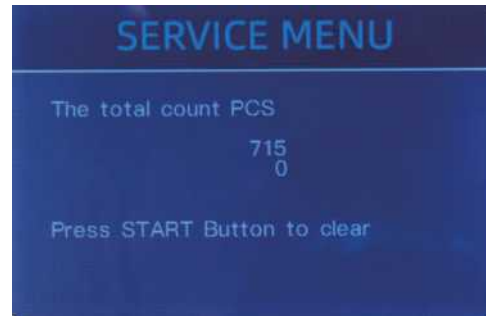 SERVICE MENU
The total count PCS
715
0
Press START Button to clear